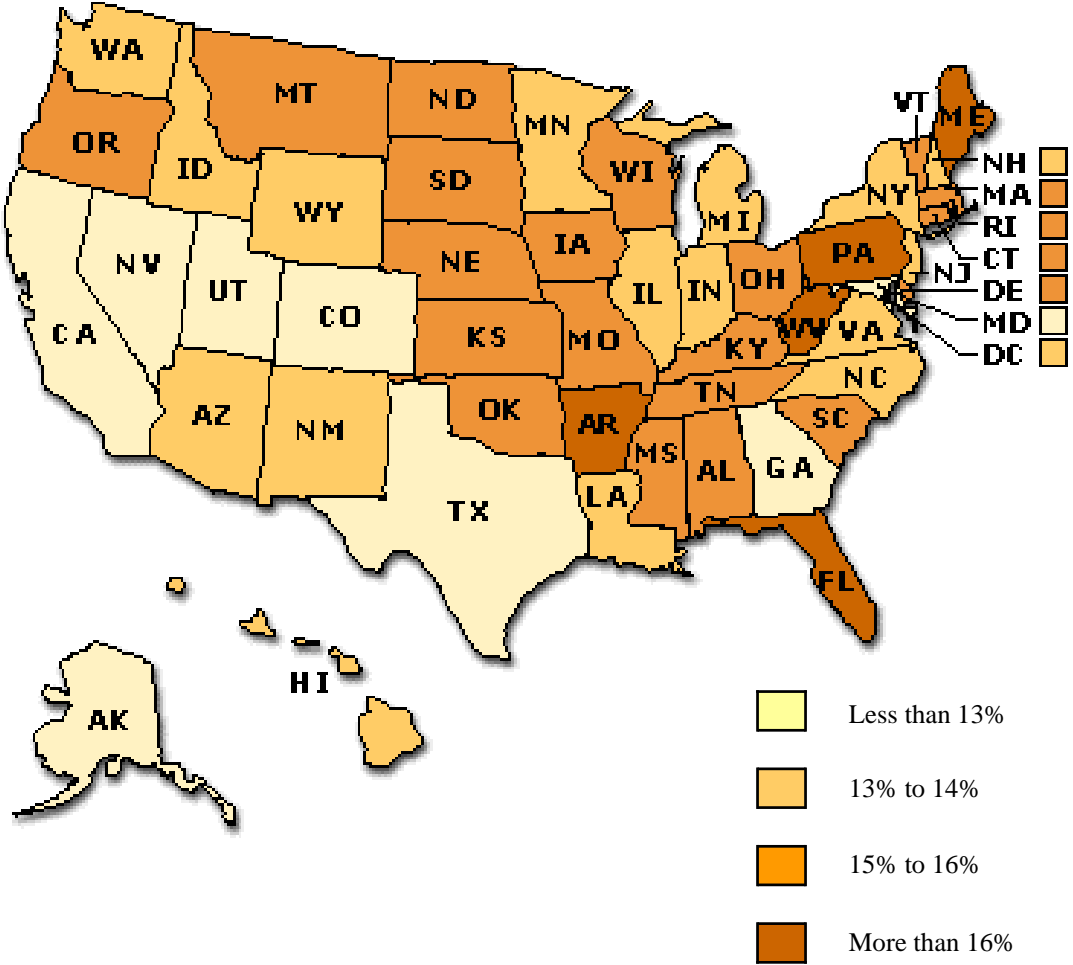 WA
MT
ND
MN
VT
ME
OR
ID
SD
WI
NH
WY
MI
NY
MA
RI
NV
UT
NE
IA
PA
CT
NJ
CO
IL
IN
OH
DE
CA
KS
MO
WV
VA
MD
KY
DC
AZ
NM
OK
AR
TN
NC
SC
MS
AL
GA
TX
LA
FL
HI
AK
Less than 13%
13% to 14%
15% to 16%
More than 16%